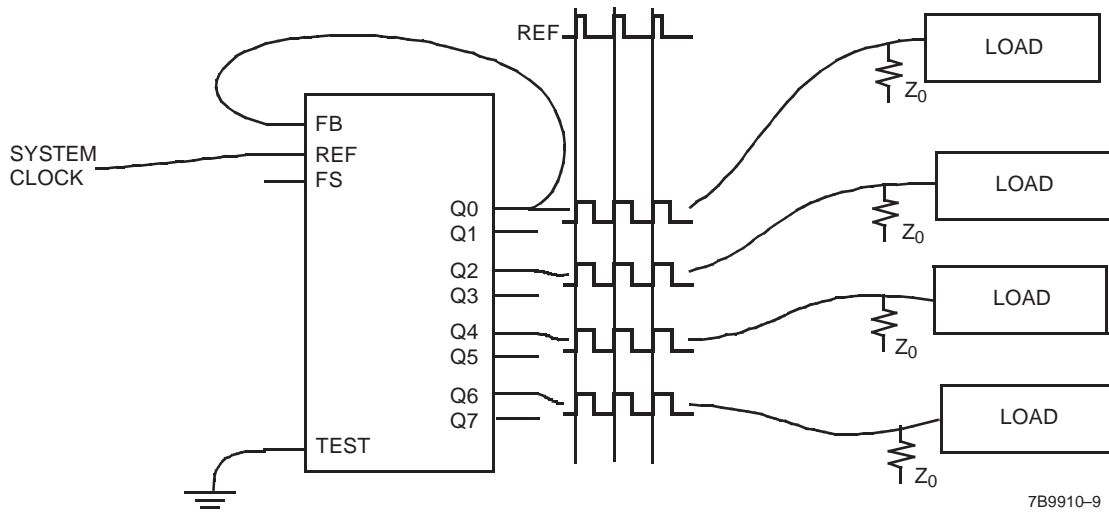 REF
LOAD
Z0
FB
SYSTEM
CLOCK
REF
FS
LOAD
Z0
Q0
Q1
Q2
Q3
LOAD
Z0
Q4
Q5
Q6
Q7
LOAD
Z0
TEST
7B9910–9